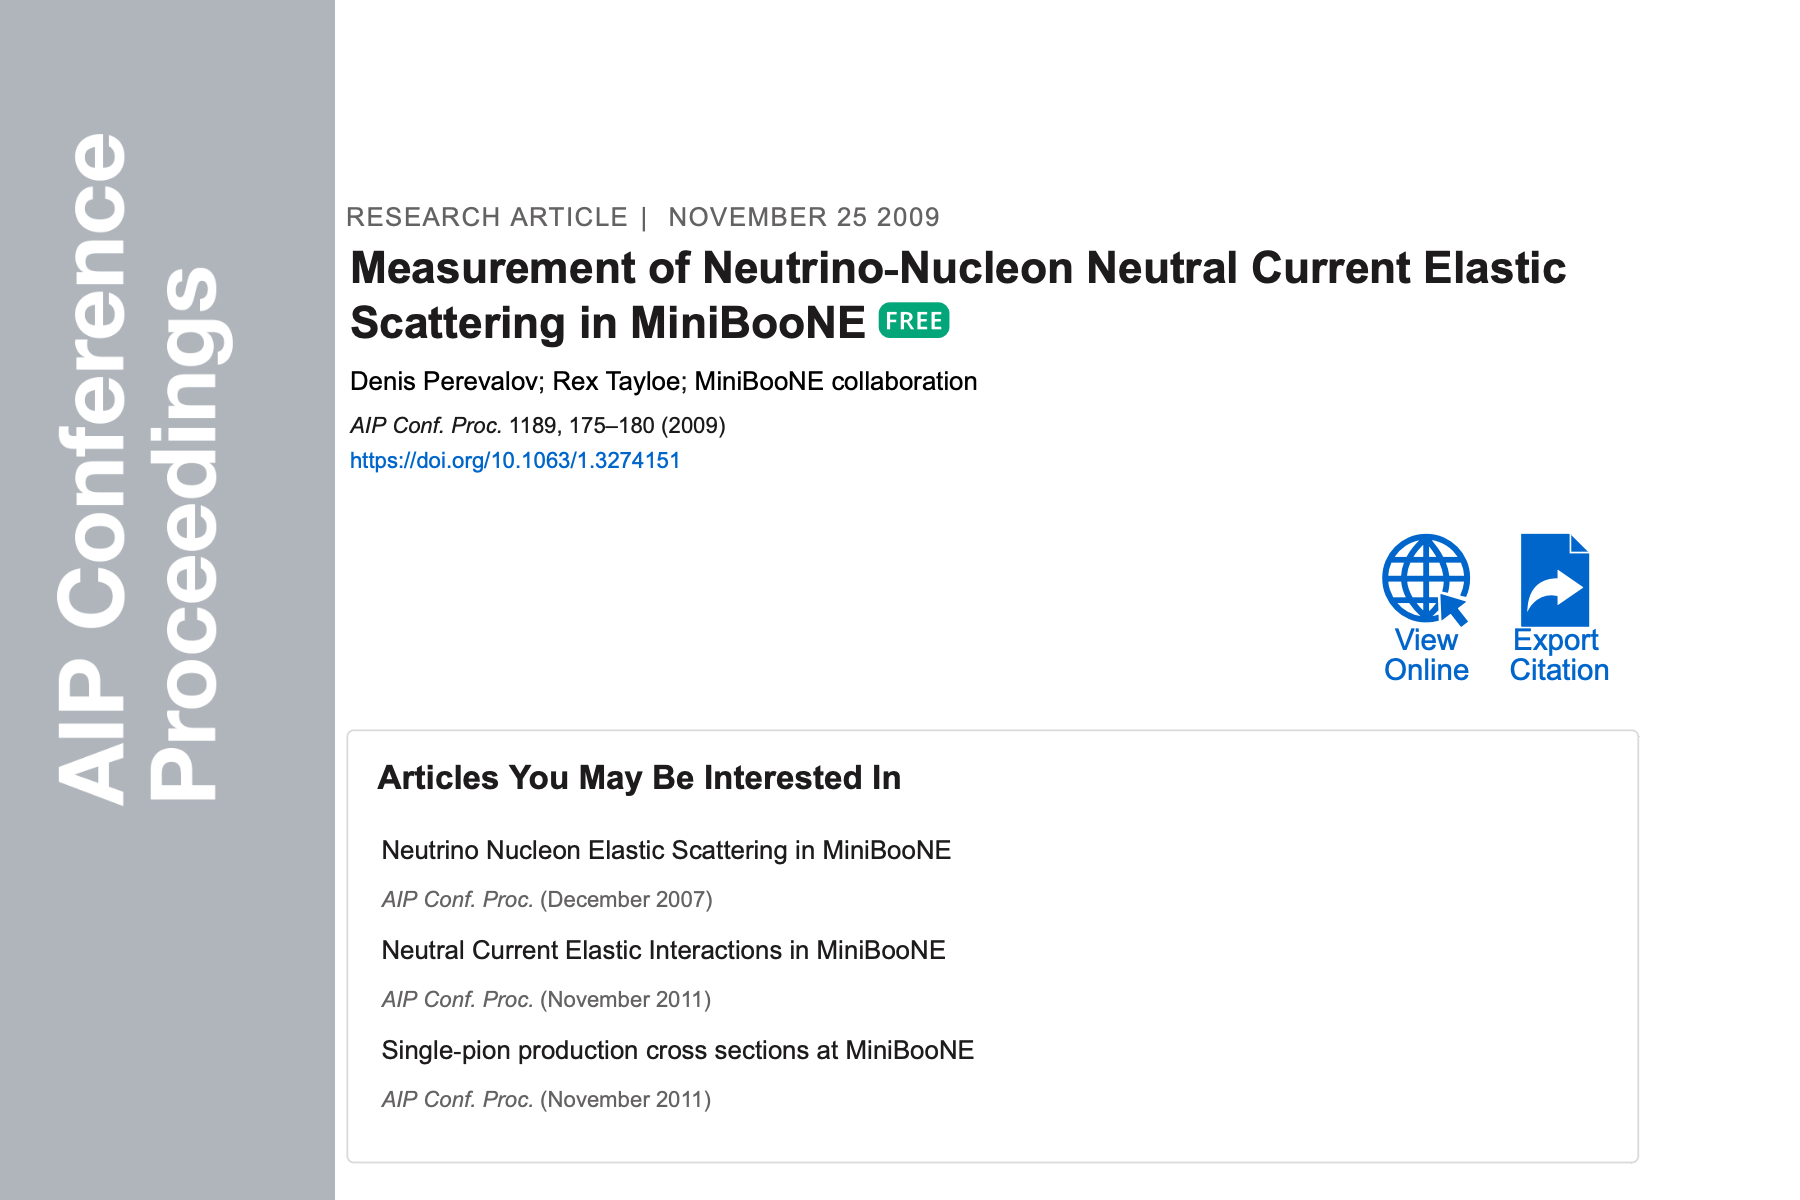 AIP Conference
Proceedings
RESEARCH ARTICLE | NOVEMBER 25 2009
Measurement of Neutrino-Nucleon Neutral Current Elastic
Scattering in MiniBooNE FREE
Denis Perevalov; Rex Tayloe; MiniBooNE collaboration
AIP Conf. Proc. 1189, 175–180 (2009)
https://doi.org/10.1063/1.3274151
View
Online
Export
Citation
Articles You May Be Interested In
Neutrino Nucleon Elastic Scattering in MiniBooNE
AIP Conf. Proc. (December 2007)
Neutral Current Elastic Interactions in MiniBooNE
AIP Conf. Proc. (November 2011)
Single-pion production cross sections at MiniBooNE
AIP Conf. Proc. (November 2011)